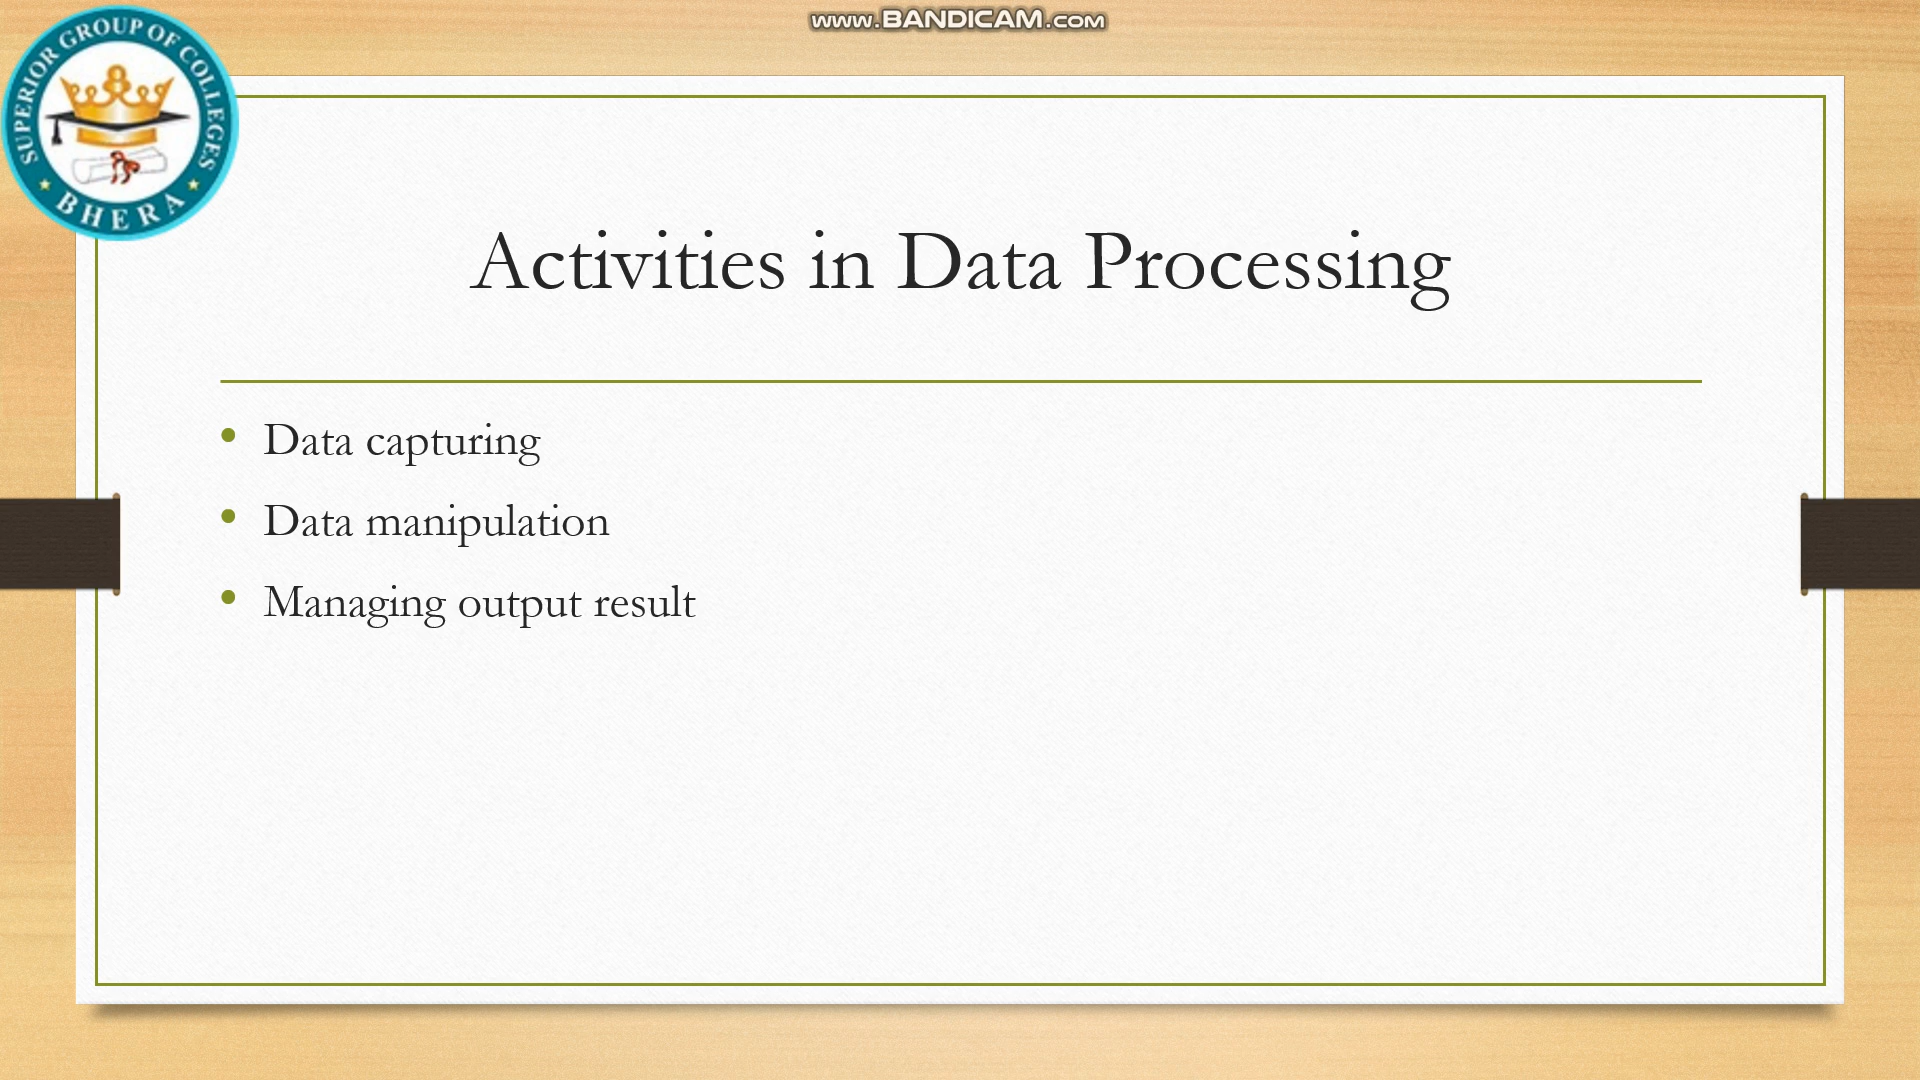 www.BANDICAM.com
SUPERIOR GROUP OF COLLEGES
BHERA
Activities in Data Processing
• Data capturing
• Data manipulation
• Managing output result